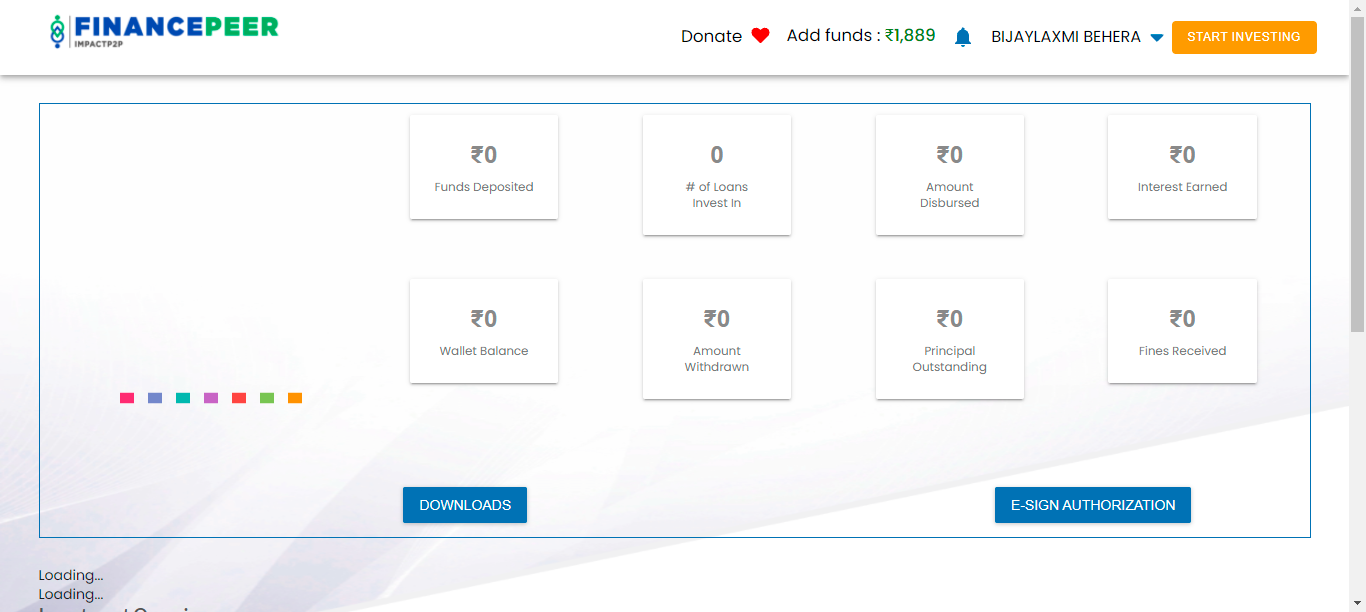 FINANCEPEER
IMPACTP2P
Donate
Add funds : ₹1,889
BIJAYLAXMI BEHERA
START INVESTING
₹0
Funds Deposited
0
# of Loans
Invest In
₹0
Amount
Disbursed
₹0
Interest Earned
₹0
Wallet Balance
₹0
Amount
Withdrawn
₹0
Principal
Outstanding
₹0
Fines Received
DOWNLOADS
E-SIGN AUTHORIZATION
Loading...
Loading...